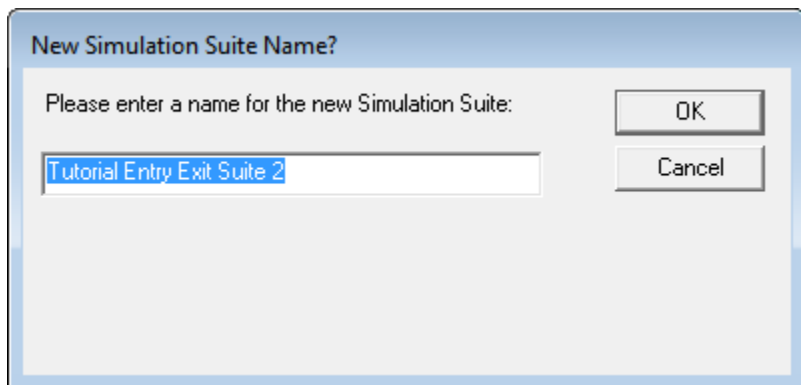 New Simulation Suite Name?
Please enter a name for the new Simulation Suite:
OK
Tutorial Entry Exit Suite 2
Cancel